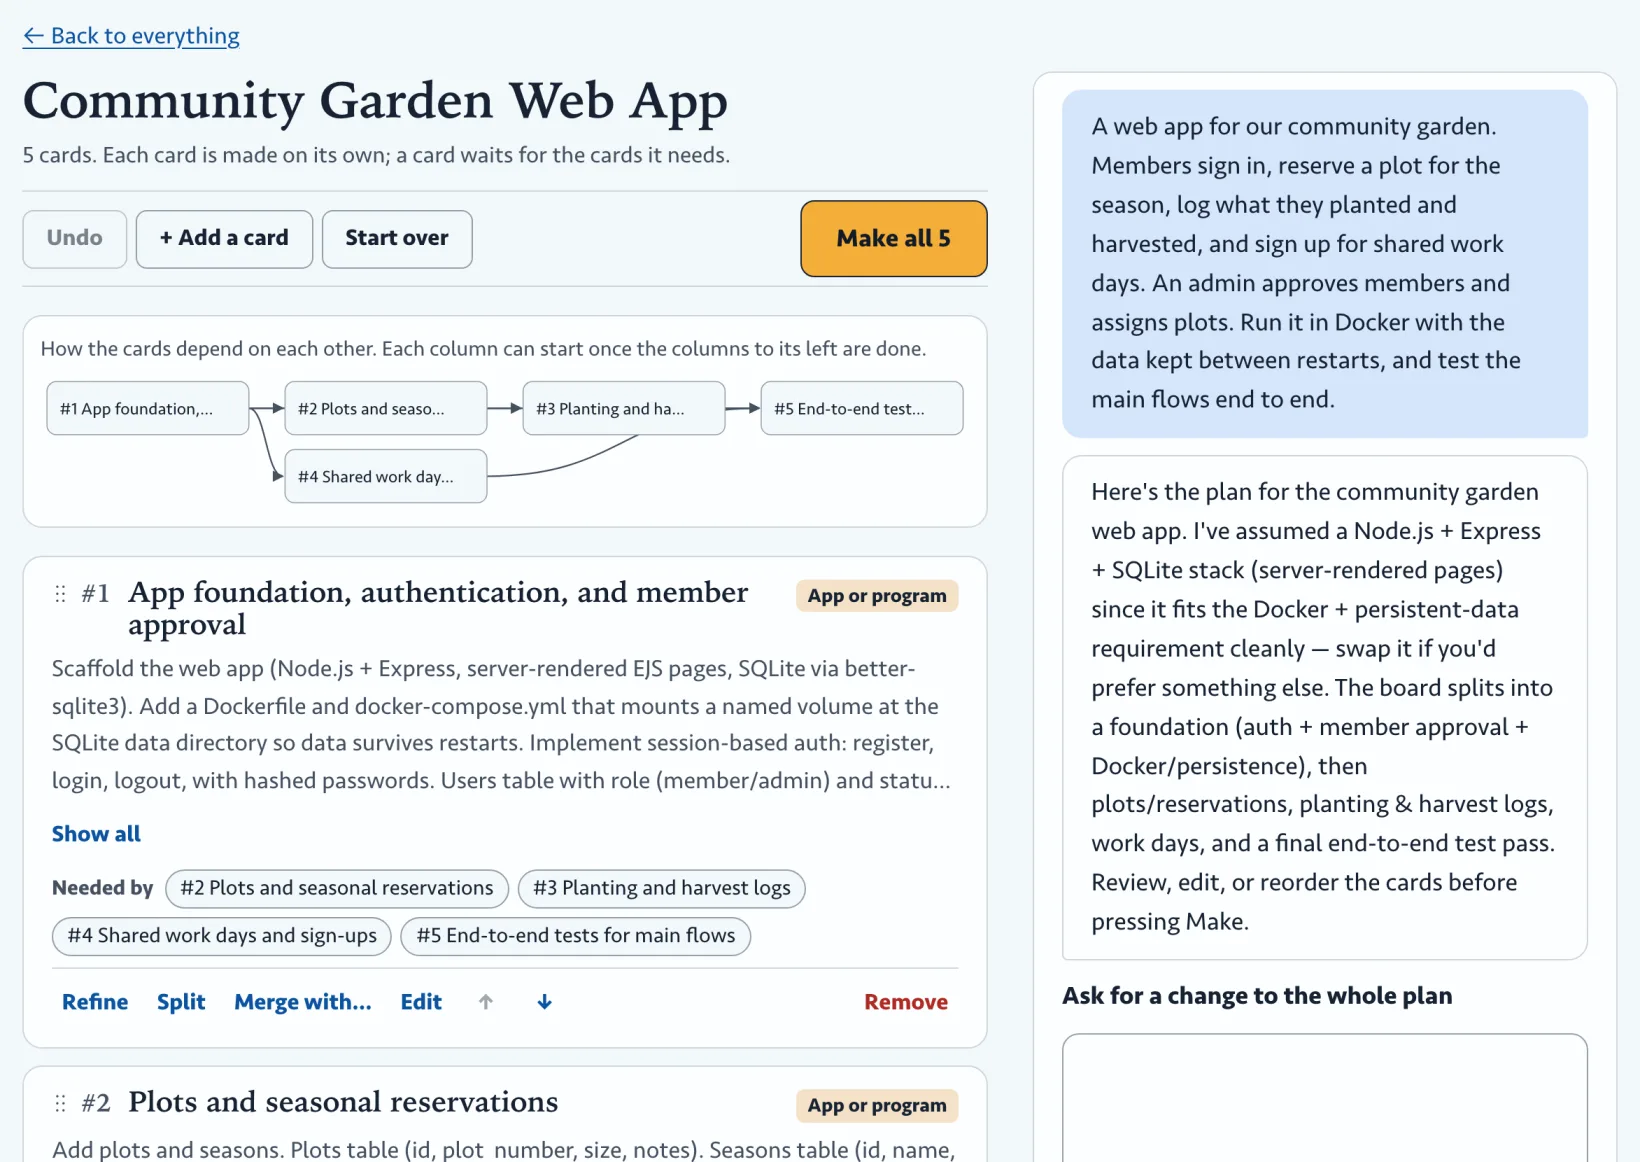 ← Back to everything
Community Garden Web App
5 cards. Each card is made on its own; a card waits for the cards it needs.
Undo
+ Add a card
Start over
Make all 5
How the cards depend on each other. Each column can start once the columns to its left are done.
#1 App foundation,...
#2 Plots and seaso...
#3 Planting and ha...
#5 End-to-end test...
#4 Shared work day...
#1 App foundation, authentication, and member
approval
App or program
Scaffold the web app (Node.js + Express, server-rendered EJS pages, SQLite via better-
sqlite3). Add a Dockerfile and docker-compose.yml that mounts a named volume at the
SQLite data directory so data survives restarts. Implement session-based auth: register,
login, logout, with hashed passwords. Users table with role (member/admin) and statu...
Show all
Needed by
#2 Plots and seasonal reservations
#3 Planting and harvest logs
#4 Shared work days and sign-ups
#5 End-to-end tests for main flows
Refine
Split
Merge with...
Edit
↑
↓
Remove
#2 Plots and seasonal reservations
App or program
Add plots and seasons. Plots table (id, plot_number, size, notes). Seasons table (id, name,
A web app for our community garden.
Members sign in, reserve a plot for the
season, log what they planted and
harvested, and sign up for shared work
days. An admin approves members and
assigns plots. Run it in Docker with the
data kept between restarts, and test the
main flows end to end.
Here's the plan for the community garden
web app. I've assumed a Node.js + Express
+ SQLite stack (server-rendered pages)
since it fits the Docker + persistent-data
requirement cleanly — swap it if you'd
prefer something else. The board splits into
a foundation (auth + member approval +
Docker/persistence), then
plots/reservations, planting & harvest logs,
work days, and a final end-to-end test pass.
Review, edit, or reorder the cards before
pressing Make.
Ask for a change to the whole plan